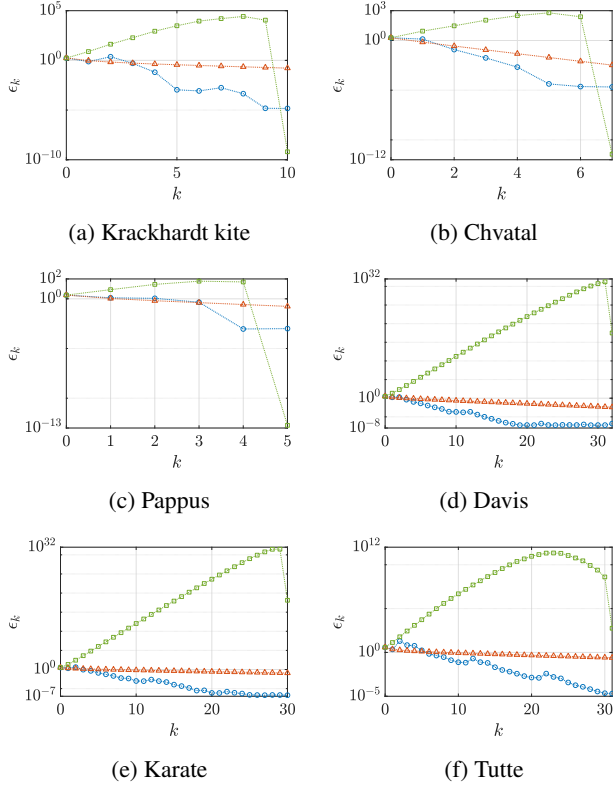 10^5
10^0
10^-10
ϵ_k
0 5 10
k
(a) Krackhardt kite
10^3
10^0
10^-12
ϵ_k
0 2 4 6
k
(b) Chvatal
10^2
10^0
10^-13
ϵ_k
0 1 2 3 4 5
k
(c) Pappus
10^32
10^0
10^-8
ϵ_k
0 10 20 30
k
(d) Davis
10^32
10^0
10^-7
ϵ_k
0 10 20 30
k
(e) Karate
10^12
10^0
10^-5
ϵ_k
0 10 20 30
k
(f) Tutte